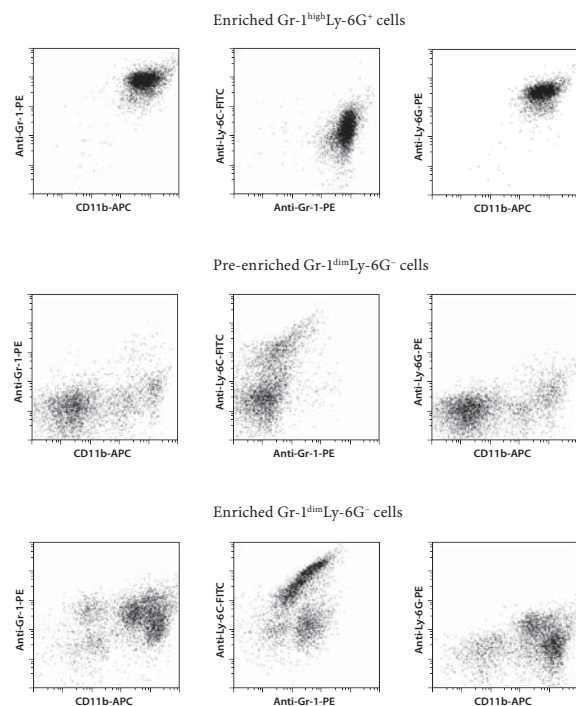 Enriched Gr-1ʰⁱᵍʰLy-6G⁺ cells
Anti-Gr-1-PE
CD11b-APC
Anti-Ly-6C-FITC
Anti-Gr-1-PE
Anti-Ly-6G-PE
CD11b-APC
Pre-enriched Gr-1ᵈⁱᵐLy-6G⁻ cells
Anti-Gr-1-PE
CD11b-APC
Anti-Ly-6C-FITC
Anti-Gr-1-PE
Anti-Ly-6G-PE
CD11b-APC
Enriched Gr-1ᵈⁱᵐLy-6G⁻ cells
Anti-Gr-1-PE
CD11b-APC
Anti-Ly-6C-FITC
Anti-Gr-1-PE
Anti-Ly-6G-PE
CD11b-APC